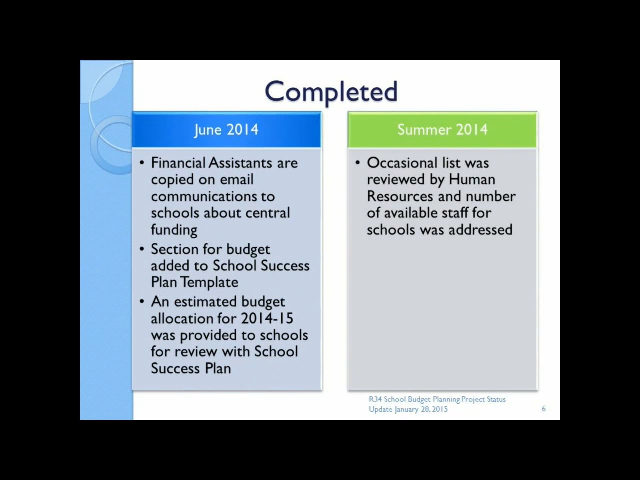 Completed
June 2014
• Financial Assistants are
copied on email
communications to
schools about central
funding
• Section for budget
added to School Success
Plan Template
• An estimated budget
allocation for 2014-15
was provided to schools
for review with School
Success Plan
Summer 2014
• Occasional list was
reviewed by Human
Resources and number
of available staff for
schools was addressed
R34 School Budget Planning Project Status
Update January 28, 2015
6